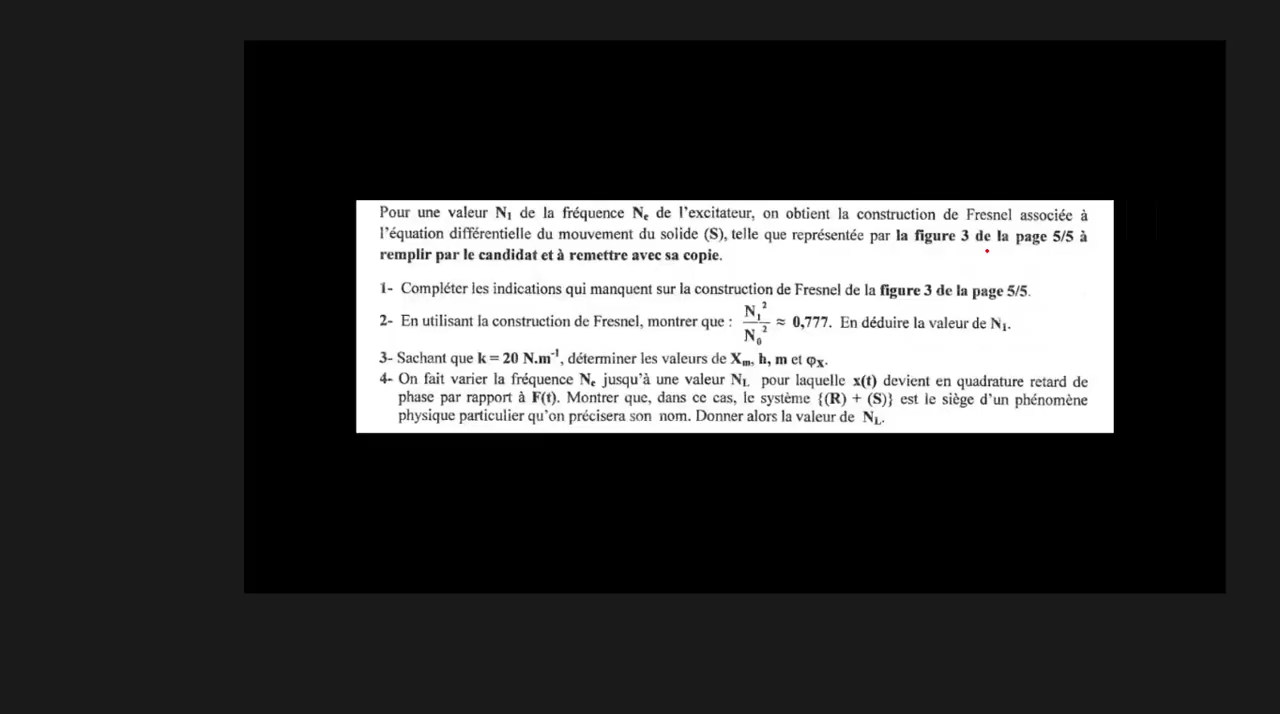 Pour une valeur N₁ de la fréquence Nₑ de l'excitateur, on obtient la construction de Fresnel associée à
l'équation différentielle du mouvement du solide (S), telle que représentée par la figure 3 de la page 5/5 à
remplir par le candidat et à remettre avec sa copie.
1- Compléter les indications qui manquent sur la construction de Fresnel de la figure 3 de la page 5/5.
2- En utilisant la construction de Fresnel, montrer que : N₁²/N₀² ≈ 0,777. En déduire la valeur de N₁.
3- Sachant que k = 20 N.m⁻¹, déterminer les valeurs de Xₘ, h, m et φX.
4- On fait varier la fréquence Nₑ jusqu'à une valeur NL pour laquelle x(t) devient en quadrature retard de
phase par rapport à F(t). Montrer que, dans ce cas, le système {(R) + (S)} est le siège d'un phénomène
physique particulier qu'on précisera son nom. Donner alors la valeur de NL.